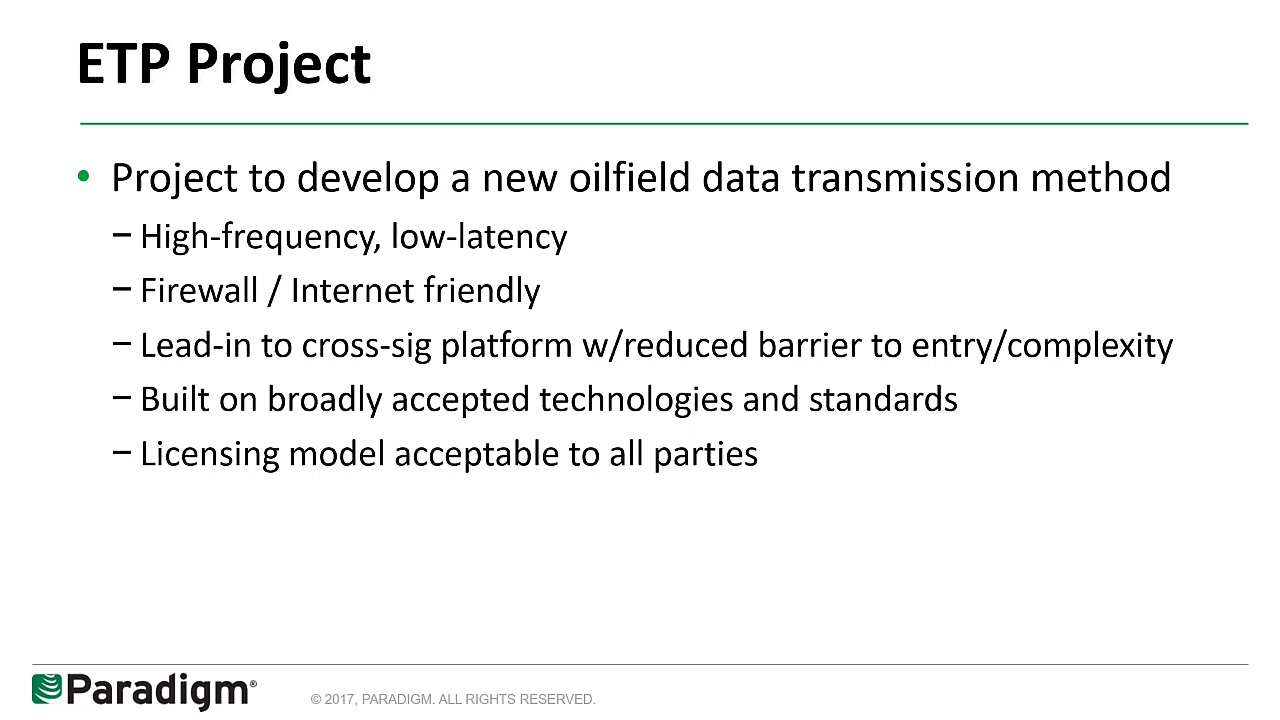 ETP Project
• Project to develop a new oilfield data transmission method
– High-frequency, low-latency
– Firewall / Internet friendly
– Lead-in to cross-sig platform w/reduced barrier to entry/complexity
– Built on broadly accepted technologies and standards
– Licensing model acceptable to all parties
Paradigm®
© 2017, PARADIGM. ALL RIGHTS RESERVED.